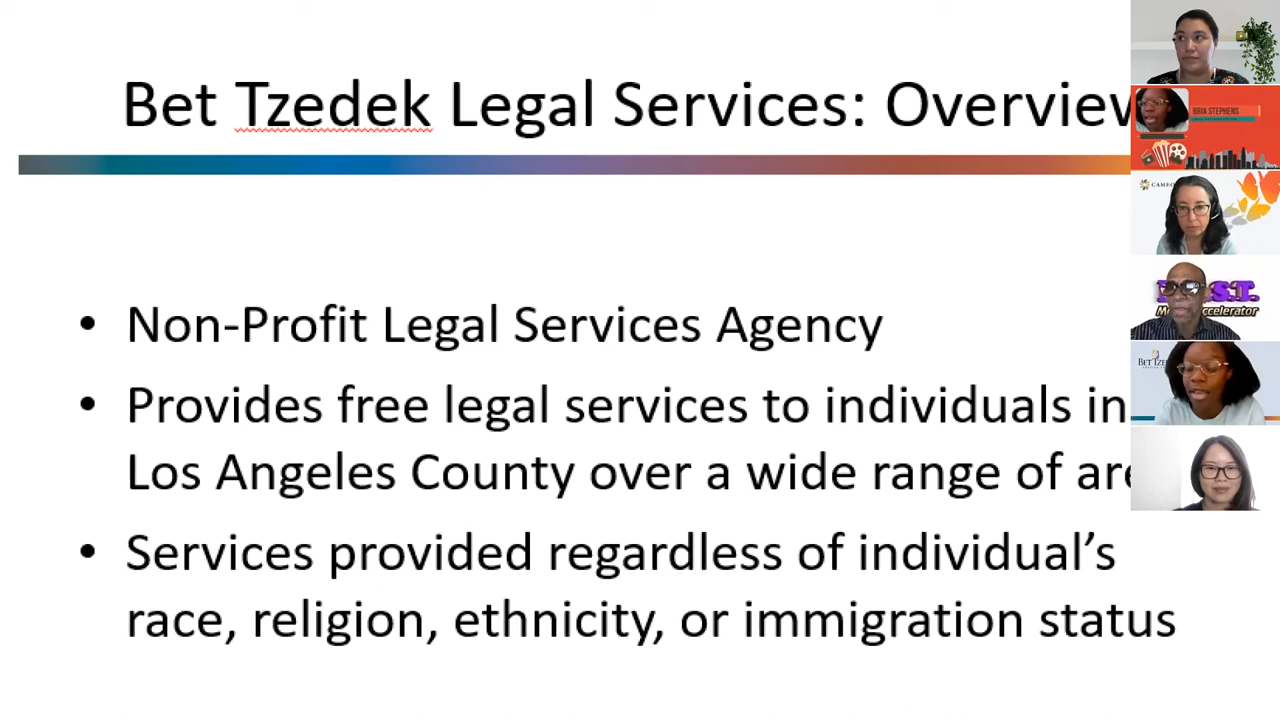 Bet Tzedek Legal Services: Overview
• Non-Profit Legal Services Agency
• Provides free legal services to individuals in
Los Angeles County over a wide range of are
• Services provided regardless of individual’s
race, religion, ethnicity, or immigration status
BRIA STEPHENS